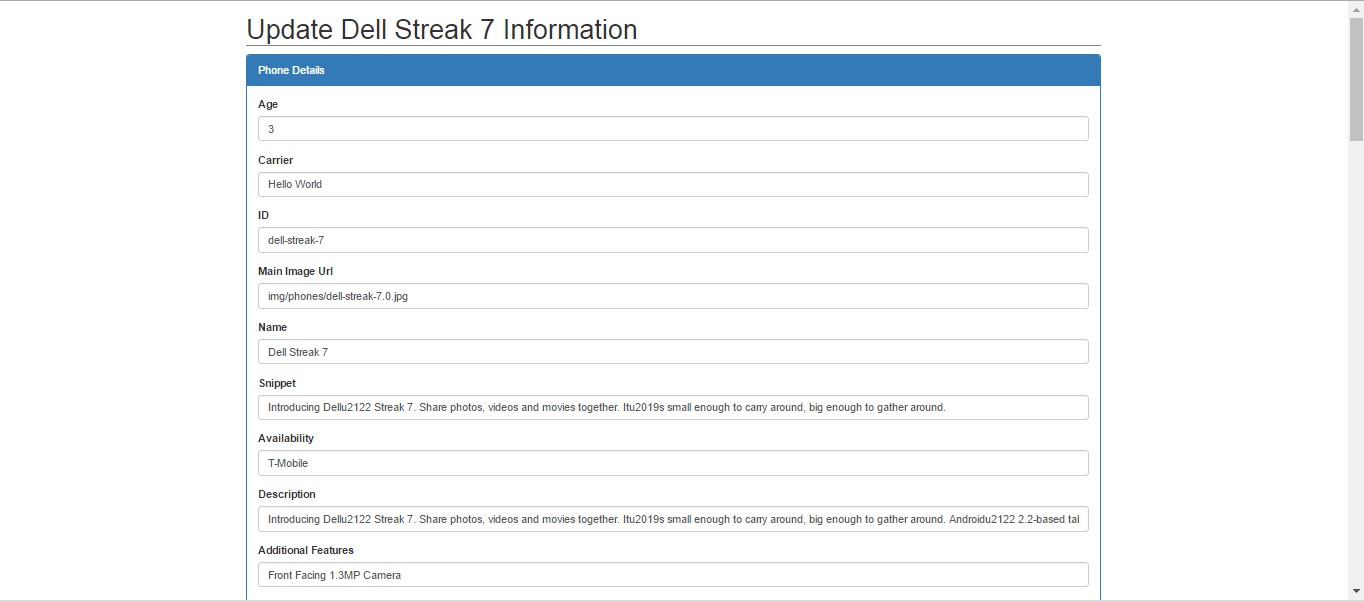 Update Dell Streak 7 Information
Phone Details
Age
3
Carrier
Hello World
ID
dell-streak-7
Main Image Url
img/phones/dell-streak-7.0.jpg
Name
Dell Streak 7
Snippet
Introducing Dellu2122 Streak 7. Share photos, videos and movies together. Itu2019s small enough to carry around, big enough to gather around.
Availability
T-Mobile
Description
Introducing Dellu2122 Streak 7. Share photos, videos and movies together. Itu2019s small enough to carry around, big enough to gather around. Androidu2122 2.2-based tal
Additional Features
Front Facing 1.3MP Camera